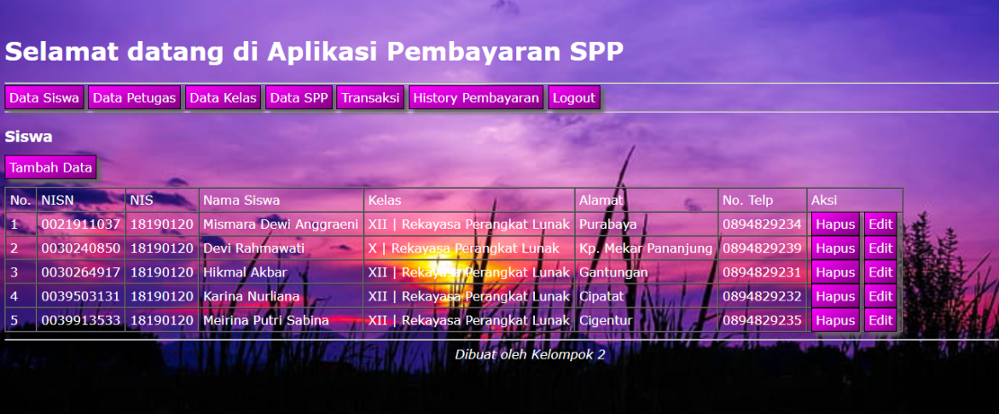 Selamat datang di Aplikasi Pembayaran SPP
Data Siswa Data Petugas Data Kelas Data SPP Transaksi History Pembayaran Logout
Siswa
Tambah Data
No. NISN NIS Nama Siswa Kelas Alamat No. Telp Aksi
1 0021911037 18190120 Mismara Dewi Anggraeni XII | Rekayasa Perangkat Lunak Purabaya 0894829234 Hapus Edit
2 0030240850 18190120 Devi Rahmawati X | Rekayasa Perangkat Lunak Kp. Mekar Pananjung 0894829239 Hapus Edit
3 0030264917 18190120 Hikmal Akbar XII | Rekayasa Perangkat Lunak Gantungan 0894829231 Hapus Edit
4 0039503131 18190120 Karina Nurliana XII | Rekayasa Perangkat Lunak Cipatat 0894829232 Hapus Edit
5 0039913533 18190120 Meirina Putri Sabina XII | Rekayasa Perangkat Lunak Cigentur 0894829235 Hapus Edit
Dibuat oleh Kelompok 2